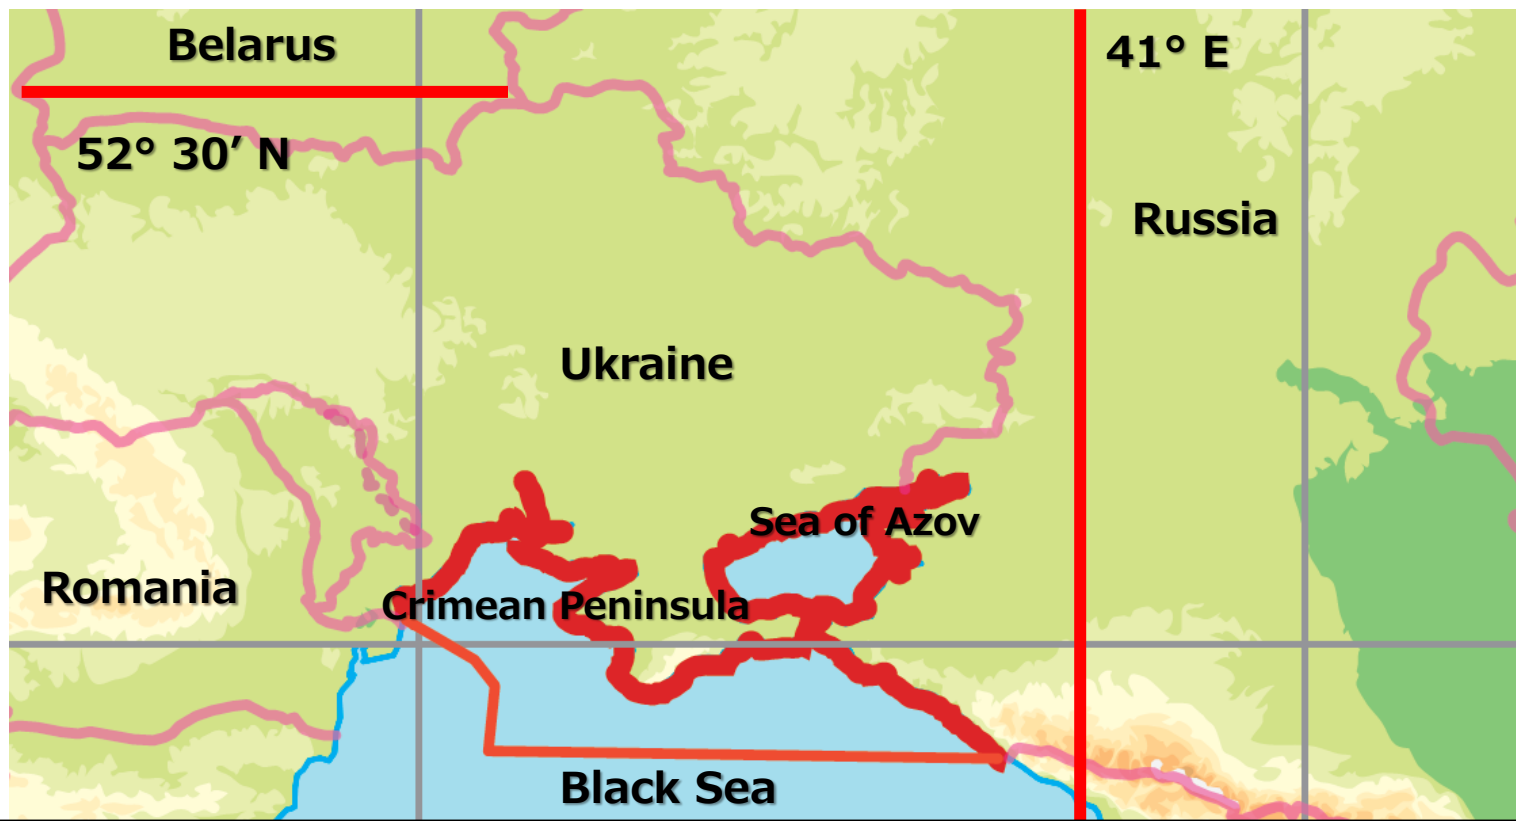 Belarus
41° E
52° 30’ N
Russia
Ukraine
Sea of Azov
Romania
Crimean Peninsula
Black Sea